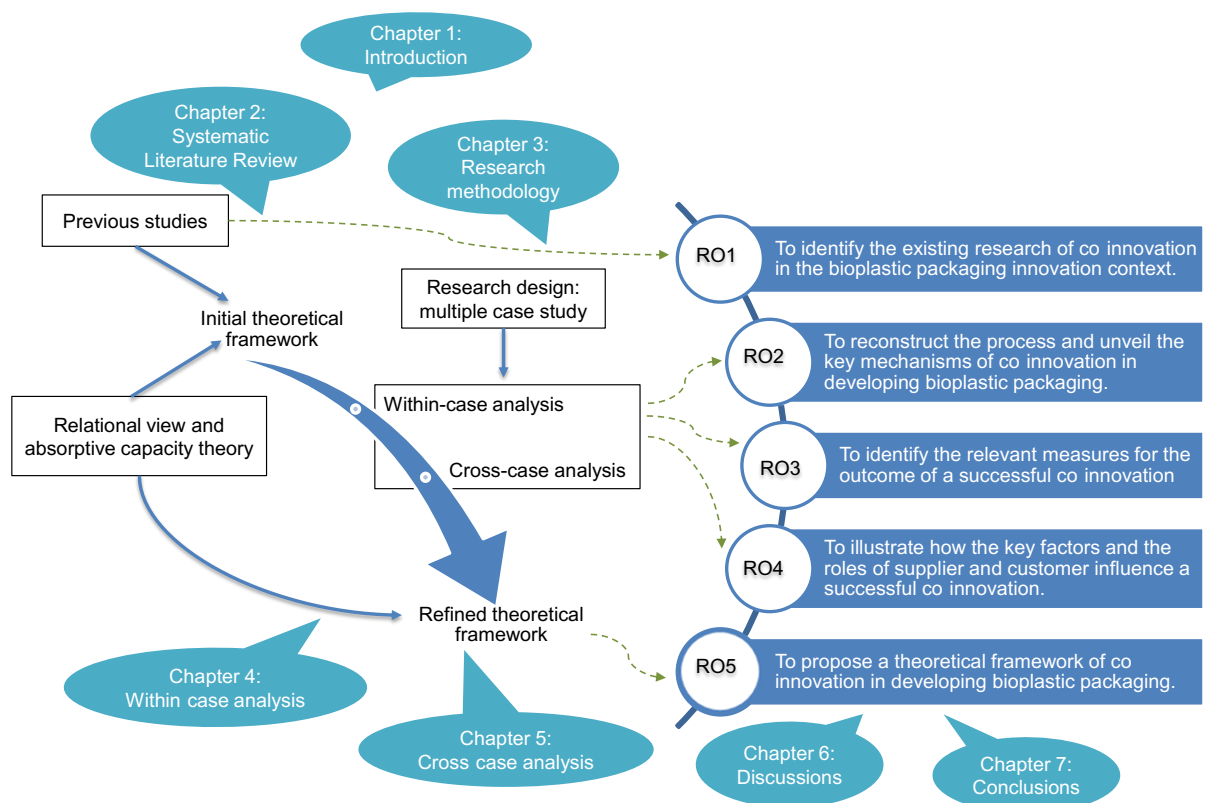 Chapter 1:
Introduction
Chapter 2:
Systematic
Literature Review
Chapter 3:
Research
methodology
Previous studies
Initial theoretical
framework
Relational view and
absorptive capacity theory
Research design:
multiple case study
Within-case analysis
Cross-case analysis
Refined theoretical
framework
Chapter 4:
Within case analysis
Chapter 5:
Cross case analysis
RO1
To identify the existing research of co innovation
in the bioplastic packaging innovation context.
RO2
To reconstruct the process and unveil the
key mechanisms of co innovation in
developing bioplastic packaging.
RO3
To identify the relevant measures for the
outcome of a successful co innovation
RO4
To illustrate how the key factors and the
roles of supplier and customer influence a
successful co innovation.
RO5
To propose a theoretical framework of co
innovation in developing bioplastic packaging.
Chapter 6:
Discussions
Chapter 7:
Conclusions